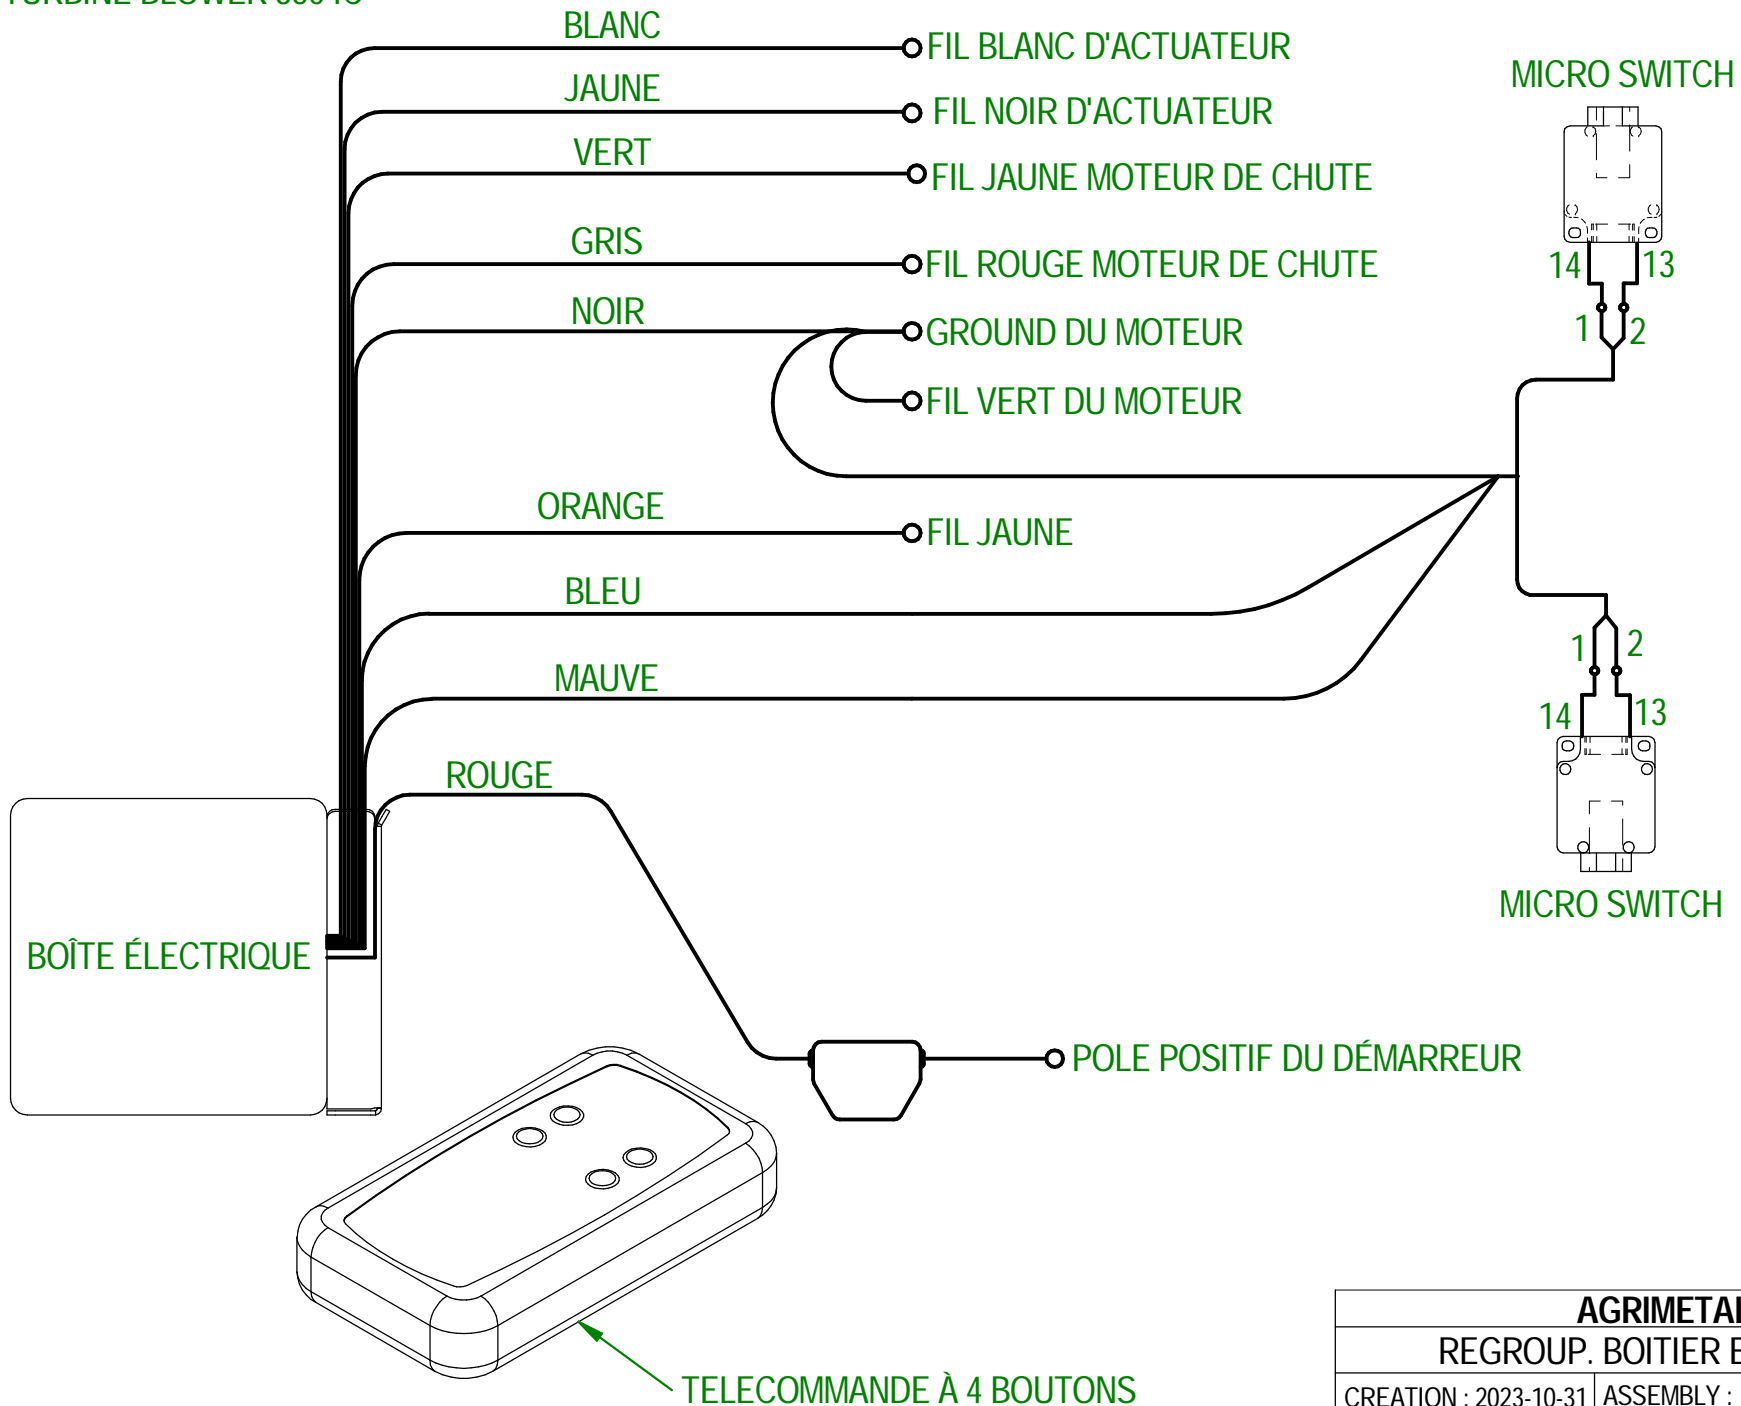 BLANC
FIL BLANC D'ACTUATEUR
MICRO SWITCH
JAUNE
FIL NOIR D'ACTUATEUR
VERT
FIL JAUNE MOTEUR DE CHUTE
GRIS
FIL ROUGE MOTEUR DE CHUTE
14 13
NOIR
GROUND DU MOTEUR
1 2
FIL VERT DU MOTEUR
ORANGE
FIL JAUNE
BLEU
1 2
MAUVE
14 13
ROUGE
MICRO SWITCH
BOÎTE ÉLECTRIQUE
POLE POSITIF DU DÉMARREUR
TELECOMMANDE À 4 BOUTONS
AGRIMETAL
REGROUP. BOITIER
CREATION : 2023-10-31 ASSEMBLY :